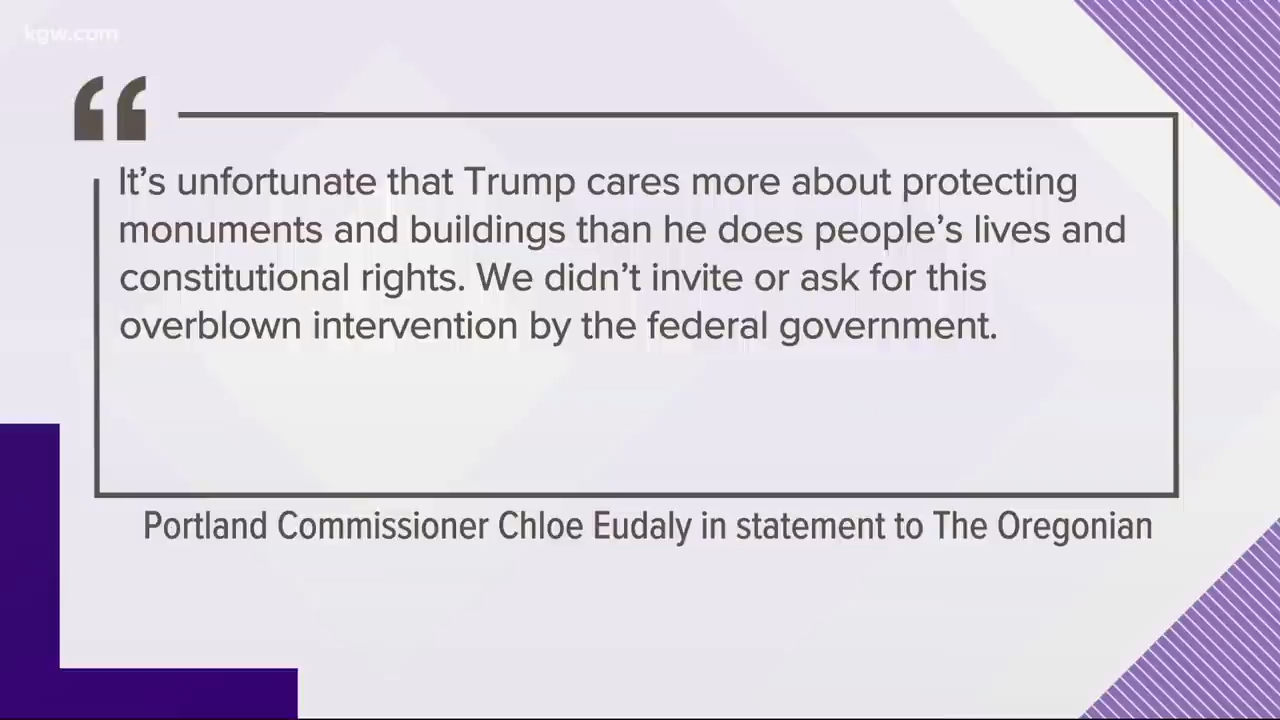 kgw.com
“
It’s unfortunate that Trump cares more about protecting
monuments and buildings than he does people’s lives and
constitutional rights. We didn’t invite or ask for this
overblown intervention by the federal government.
Portland Commissioner Chloe Eudaly in statement to The Oregonian